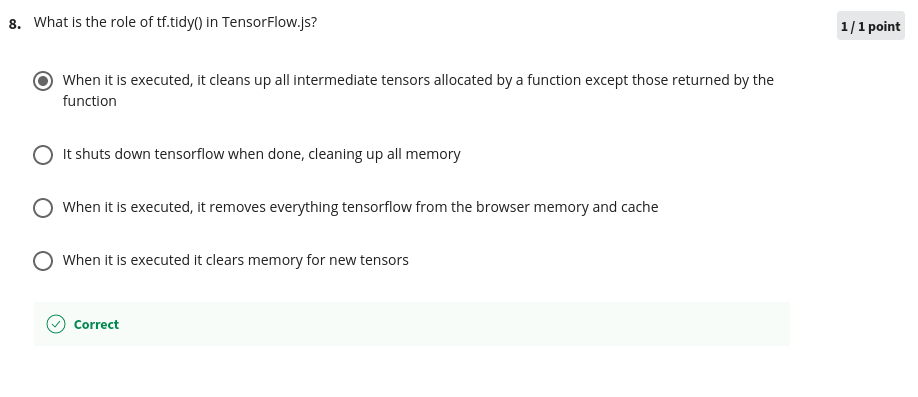 8. What is the role of tf.tidy() in TensorFlow.js?
1 / 1 point
When it is executed, it cleans up all intermediate tensors allocated by a function except those returned by the
function
It shuts down tensorflow when done, cleaning up all memory
When it is executed, it removes everything tensorflow from the browser memory and cache
When it is executed it clears memory for new tensors
Correct